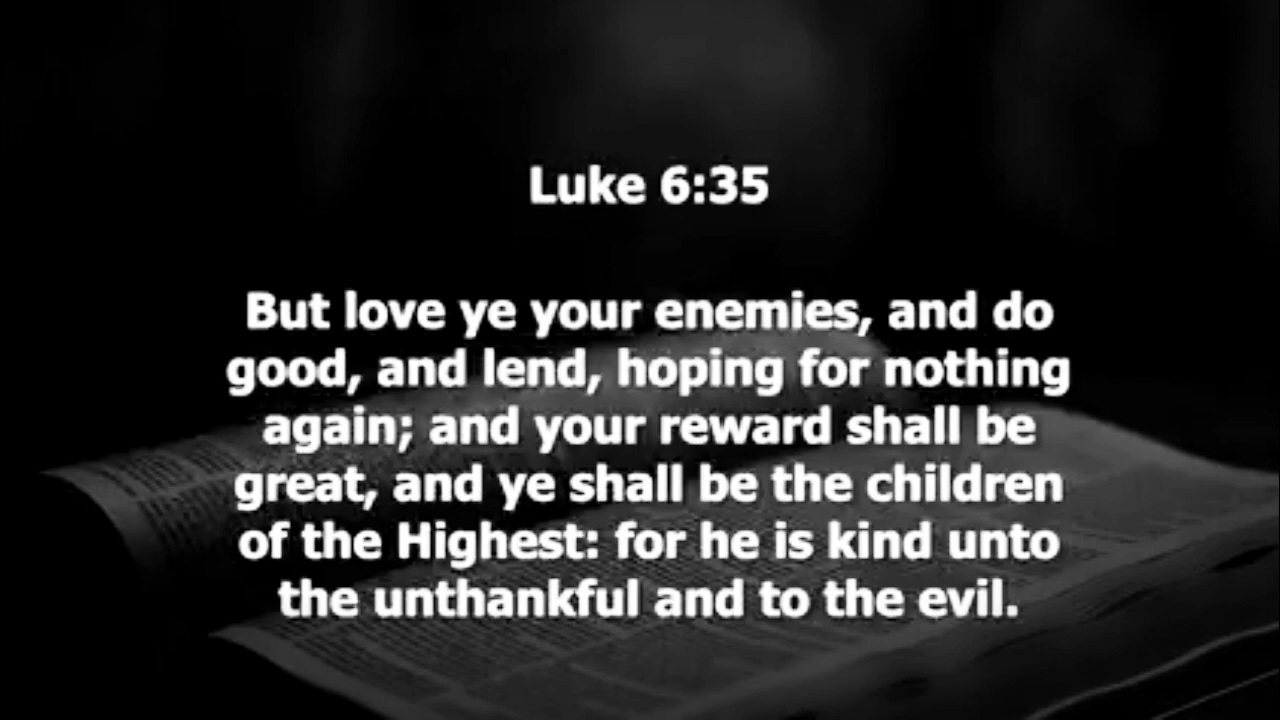 Luke 6:35
But love ye your enemies, and do
good, and lend, hoping for nothing
again; and your reward shall be
great, and ye shall be the children
of the Highest: for he is kind unto
the unthankful and to the evil.